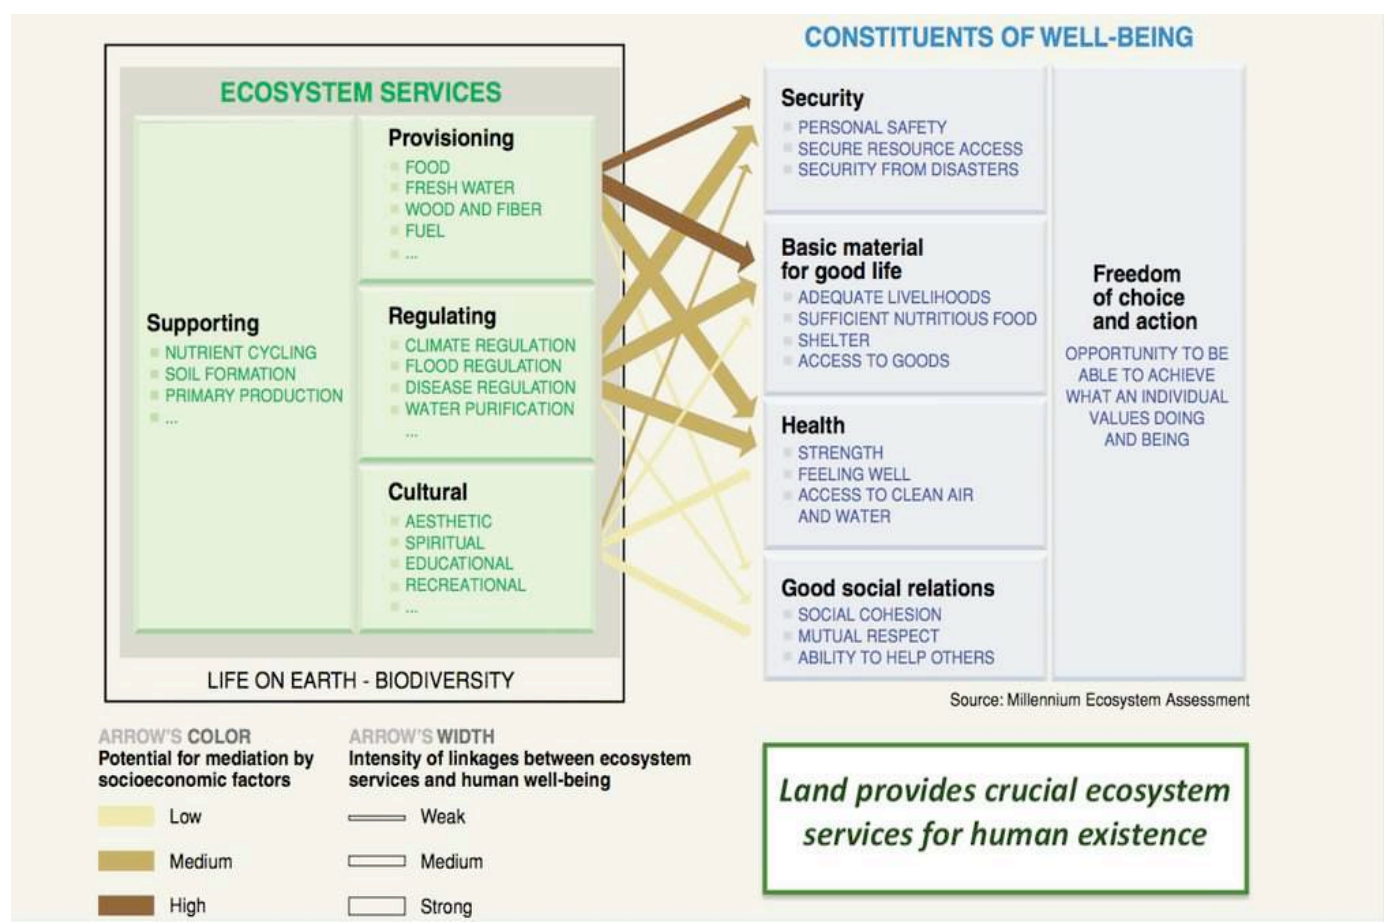 CONSTITUENTS OF WELL-BEING
ECOSYSTEM SERVICES
Supporting
NUTRIENT CYCLING
SOIL FORMATION
PRIMARY PRODUCTION
...
Provisioning
FOOD
FRESH WATER
WOOD AND FIBER
FUEL
...
Regulating
CLIMATE REGULATION
FLOOD REGULATION
DISEASE REGULATION
WATER PURIFICATION
...
Cultural
AESTHETIC
SPIRITUAL
EDUCATIONAL
RECREATIONAL
...
LIFE ON EARTH - BIODIVERSITY
Security
PERSONAL SAFETY
SECURE RESOURCE ACCESS
SECURITY FROM DISASTERS
Basic material
for good life
ADEQUATE LIVELIHOODS
SUFFICIENT NUTRITIOUS FOOD
SHELTER
ACCESS TO GOODS
Health
STRENGTH
FEELING WELL
ACCESS TO CLEAN AIR
AND WATER
Good social relations
SOCIAL COHESION
MUTUAL RESPECT
ABILITY TO HELP OTHERS
Freedom
of choice
and action
OPPORTUNITY TO BE
ABLE TO ACHIEVE
WHAT AN INDIVIDUAL
VALUES DOING
AND BEING
Source: Millennium Ecosystem Assessment
ARROW'S COLOR
Potential for mediation by
socioeconomic factors
Low
Medium
High
ARROW'S WIDTH
Intensity of linkages between ecosystem
services and human well-being
Weak
Medium
Strong
Land provides crucial ecosystem
services for human existence